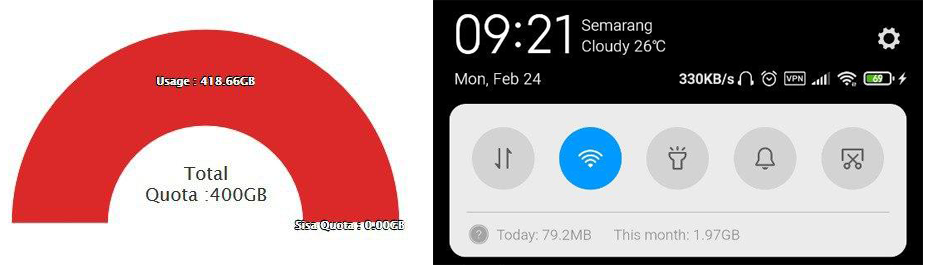 Usage : 418.66GB
Total
Quota :400GB
Sisa Quota : 0.00GB
09:21
Semarang
Cloudy 26℃
Mon, Feb 24
330KB/s
VPN
69
?
Today: 79.2MB
This month: 1.97GB